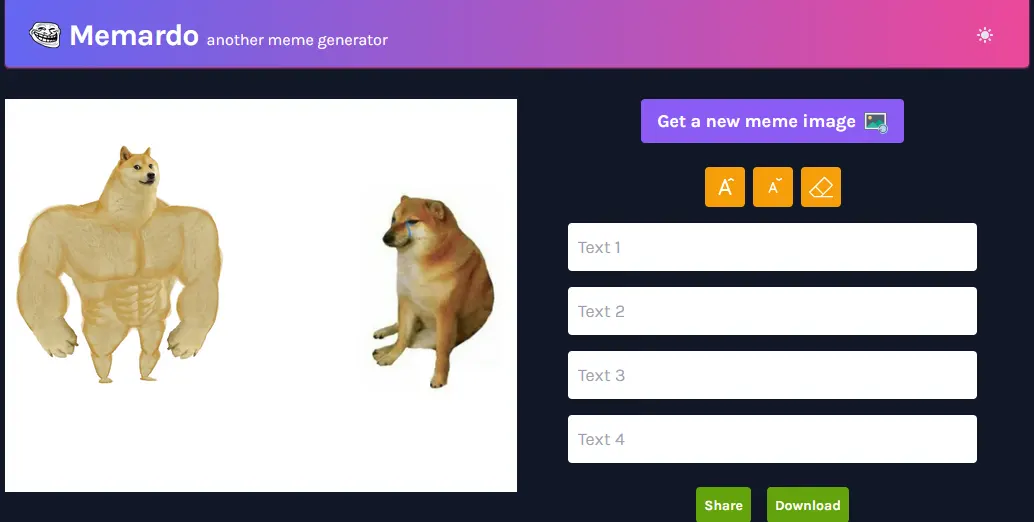 Memardo another meme generator
Get a new meme image
A A
Text 1
Text 2
Text 3
Text 4
Share Download